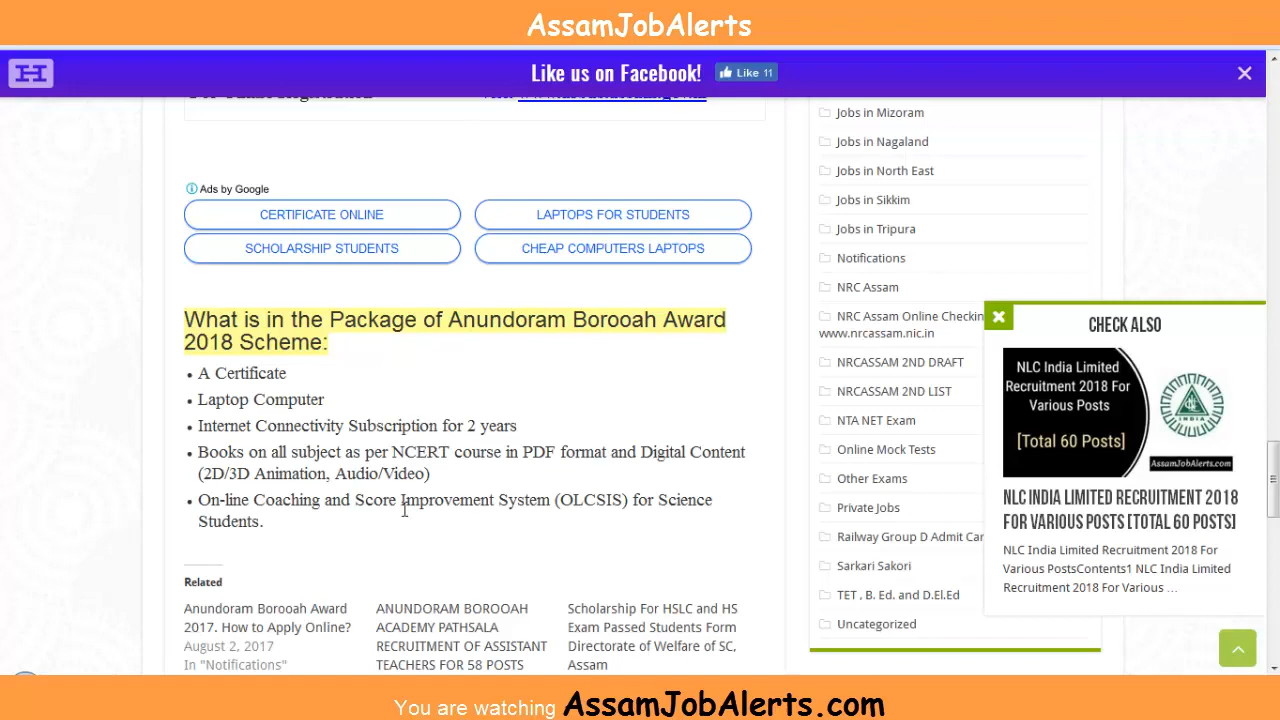 AssamJobAlerts
Like us on Facebook!
Like 11
Ads by Google
CERTIFICATE ONLINE
LAPTOPS FOR STUDENTS
SCHOLARSHIP STUDENTS
CHEAP COMPUTERS LAPTOPS
What is in the Package of Anundoram Borooah Award
2018 Scheme:
• A Certificate
• Laptop Computer
• Internet Connectivity Subscription for 2 years
• Books on all subject as per NCERT course in PDF format and Digital Content
(2D/3D Animation, Audio/Video)
• On-line Coaching and Score Improvement System (OLCSIS) for Science
Students.
Related
Anundoram Borooah Award
2017. How to Apply Online?
August 2, 2017
In "Notifications"
ANUNDORAM BOROOAH
ACADEMY PATHSALA
RECRUITMENT OF ASSISTANT
TEACHERS FOR 58 POSTS
Scholarship For HSLC and HS
Exam Passed Students Form
Directorate of Welfare of SC,
Assam
Jobs in Mizoram
Jobs in Nagaland
Jobs in North East
Jobs in Sikkim
Jobs in Tripura
Notifications
NRC Assam
NRC Assam Online Checkin
www.nrcassam.nic.in
NRCASSAM 2ND DRAFT
NRCASSAM 2ND LIST
NTA NET Exam
Online Mock Tests
Other Exams
Private Jobs
Railway Group D Admit Car
Sarkari Sakori
TET , B. Ed. and D.El.Ed
Uncategorized
CHECK ALSO
NLC India Limited
Recruitment 2018 For
Various Posts
[Total 60 Posts]
INDIA
AssamJobAlerts.com
NLC INDIA LIMITED RECRUITMENT 2018
FOR VARIOUS POSTS [TOTAL 60 POSTS]
NLC India Limited Recruitment 2018 For
Various PostsContents1 NLC India Limited
Recruitment 2018 For Various …
You are watching AssamJobAlerts.com